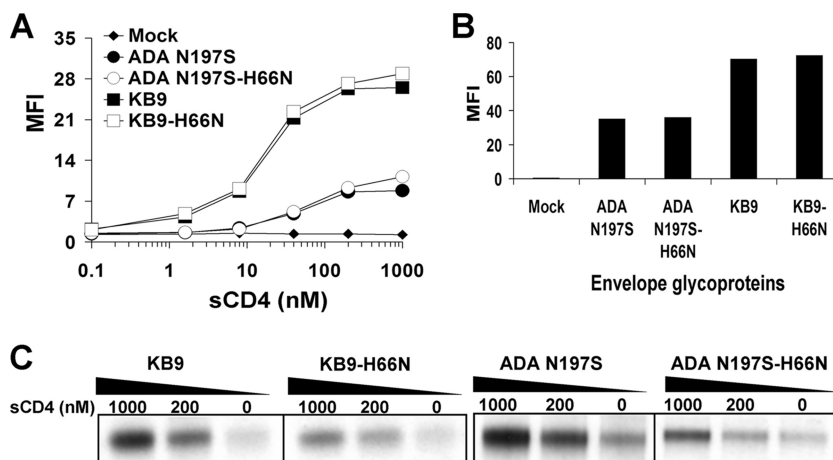 A
MFI
35
28
21
14
7
0
Mock
ADA N197S
ADA N197S-H66N
KB9
KB9-H66N
0.1 1 10 100 1000
sCD4 (nM)
B
MFI
80
60
40
20
0
Mock
ADA
N197S
ADA
N197S-
H66N
KB9
KB9-
H66N
Envelope glycoproteins
C
KB9 KB9-H66N ADA N197S ADA N197S-H66N
sCD4 (nM) 1000 200 0 1000 200 0 1000 200 0 1000 200 0